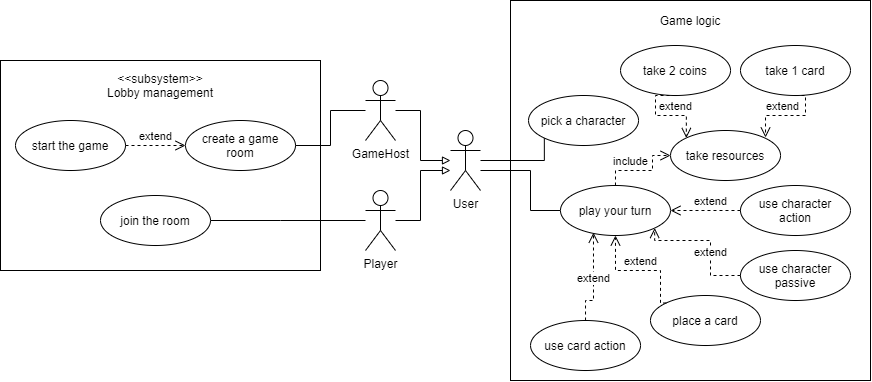 <<subsystem>>
Lobby management
start the game
extend
create a game
room
join the room
GameHost
Player
User
Game logic
take 2 coins
take 1 card
extend
extend
pick a character
include
take resources
play your turn
extend
use character
action
extend
use character
passive
extend
extend
place a card
use card action